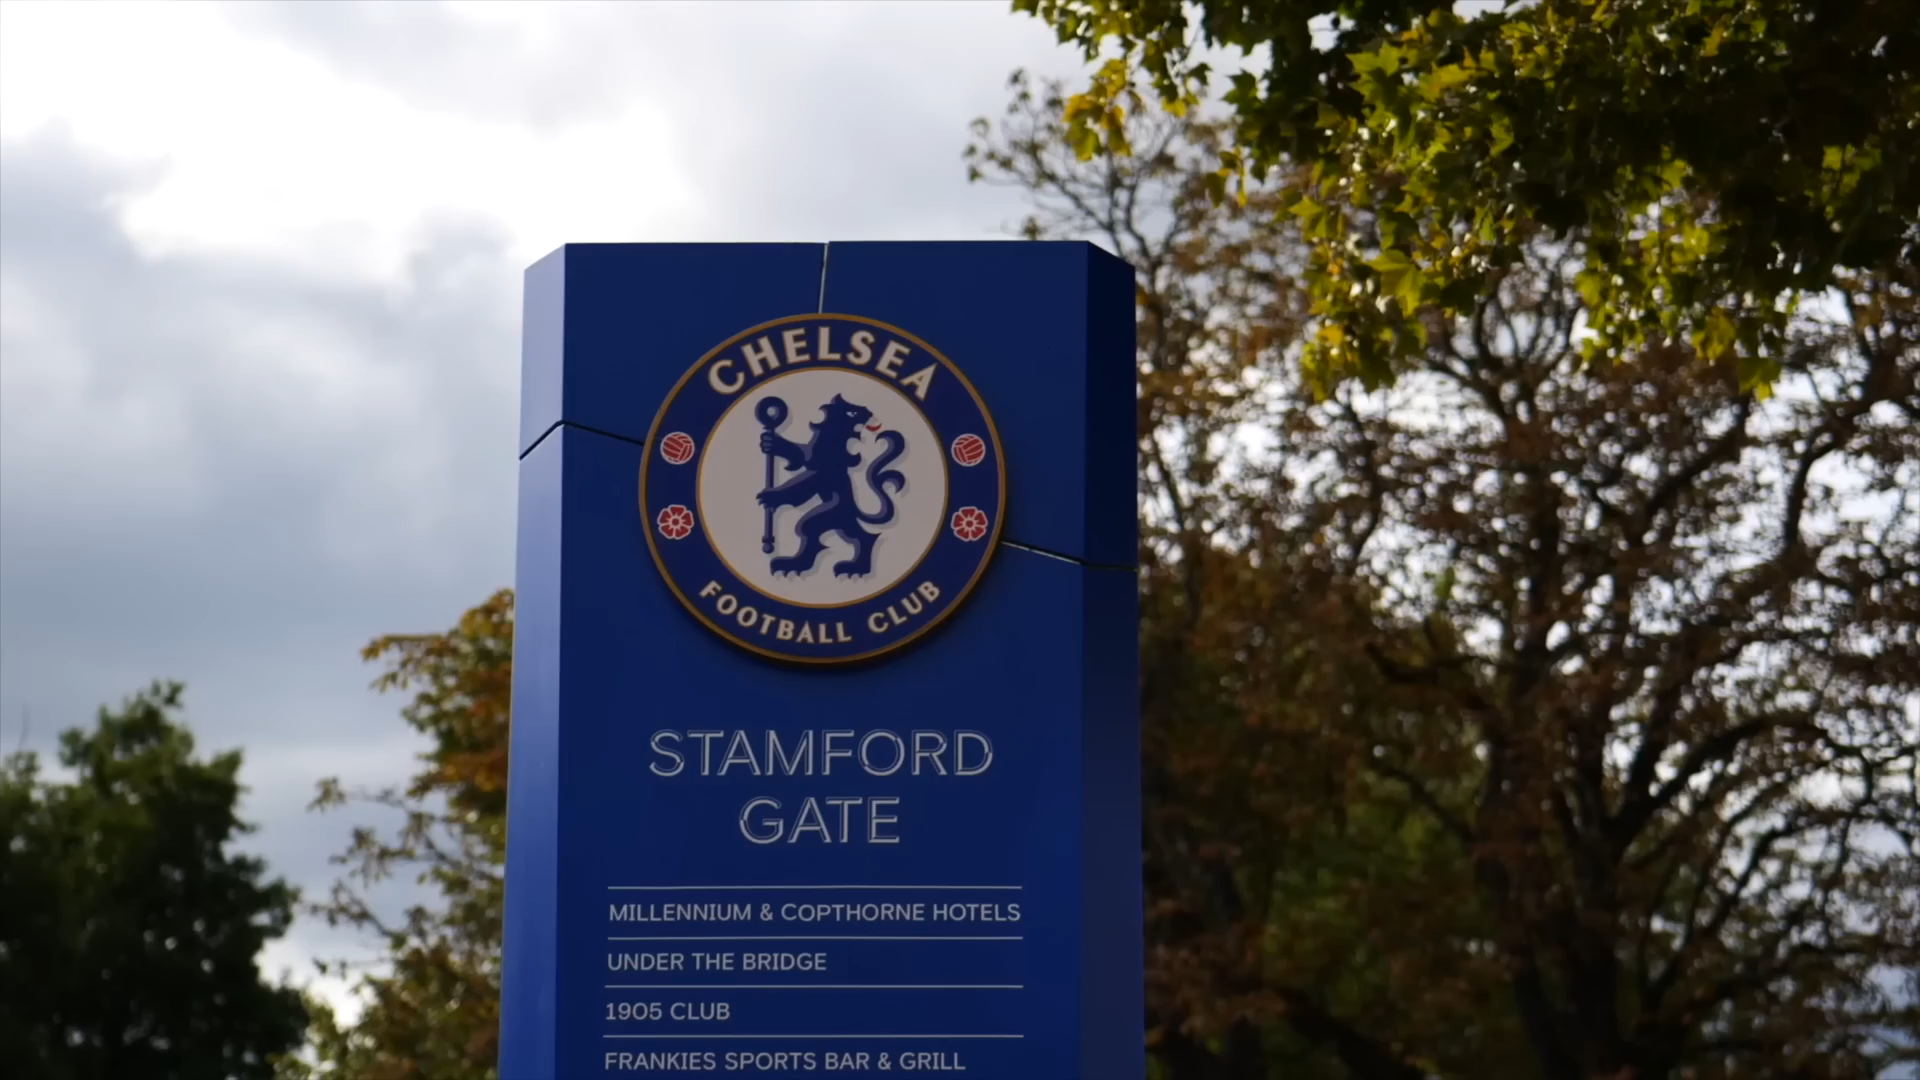 CHELSEA
FOOTBALL CLUB
STAMFORD
GATE
MILLENNIUM & COPTHORNE HOTELS
UNDER THE BRIDGE
1905 CLUB
FRANKIES SPORTS BAR & GRILL